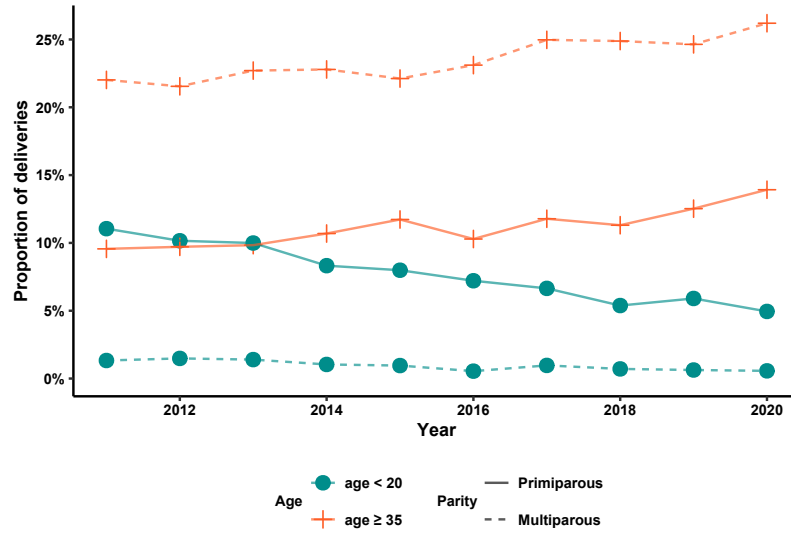 Proportion of deliveries
25%
20%
15%
10%
5%
0%
2012 2014 2016 2018 2020
Year
Age
age < 20
age ≥ 35
Parity
Primiparous
Multiparous